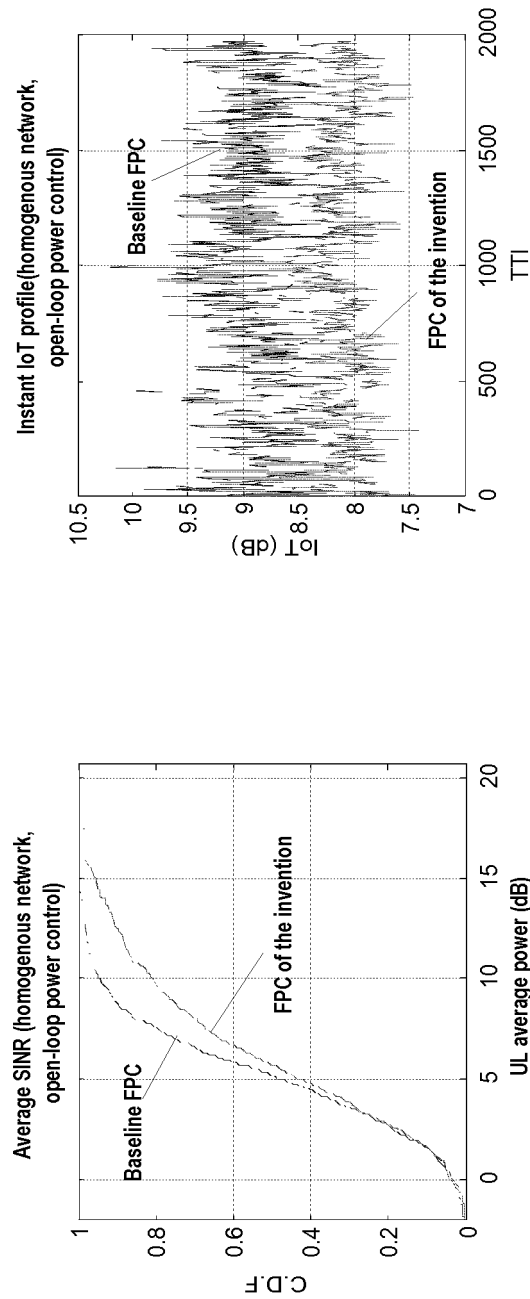 Average SINR (homogenous network,
open-loop power control)
1
0.8
0.6
0.4
0.2
0
C.D.F
Baseline FPC
FPC of the invention
0
5
10
15
20
UL average power (dB)
Instant IoT profile(homogenous network,
open-loop power control)
10.5
10
9.5
9
8.5
8
7.5
7
IoT (dB)
Baseline FPC
FPC of the invention
0
500
1000
1500
2000
TTI